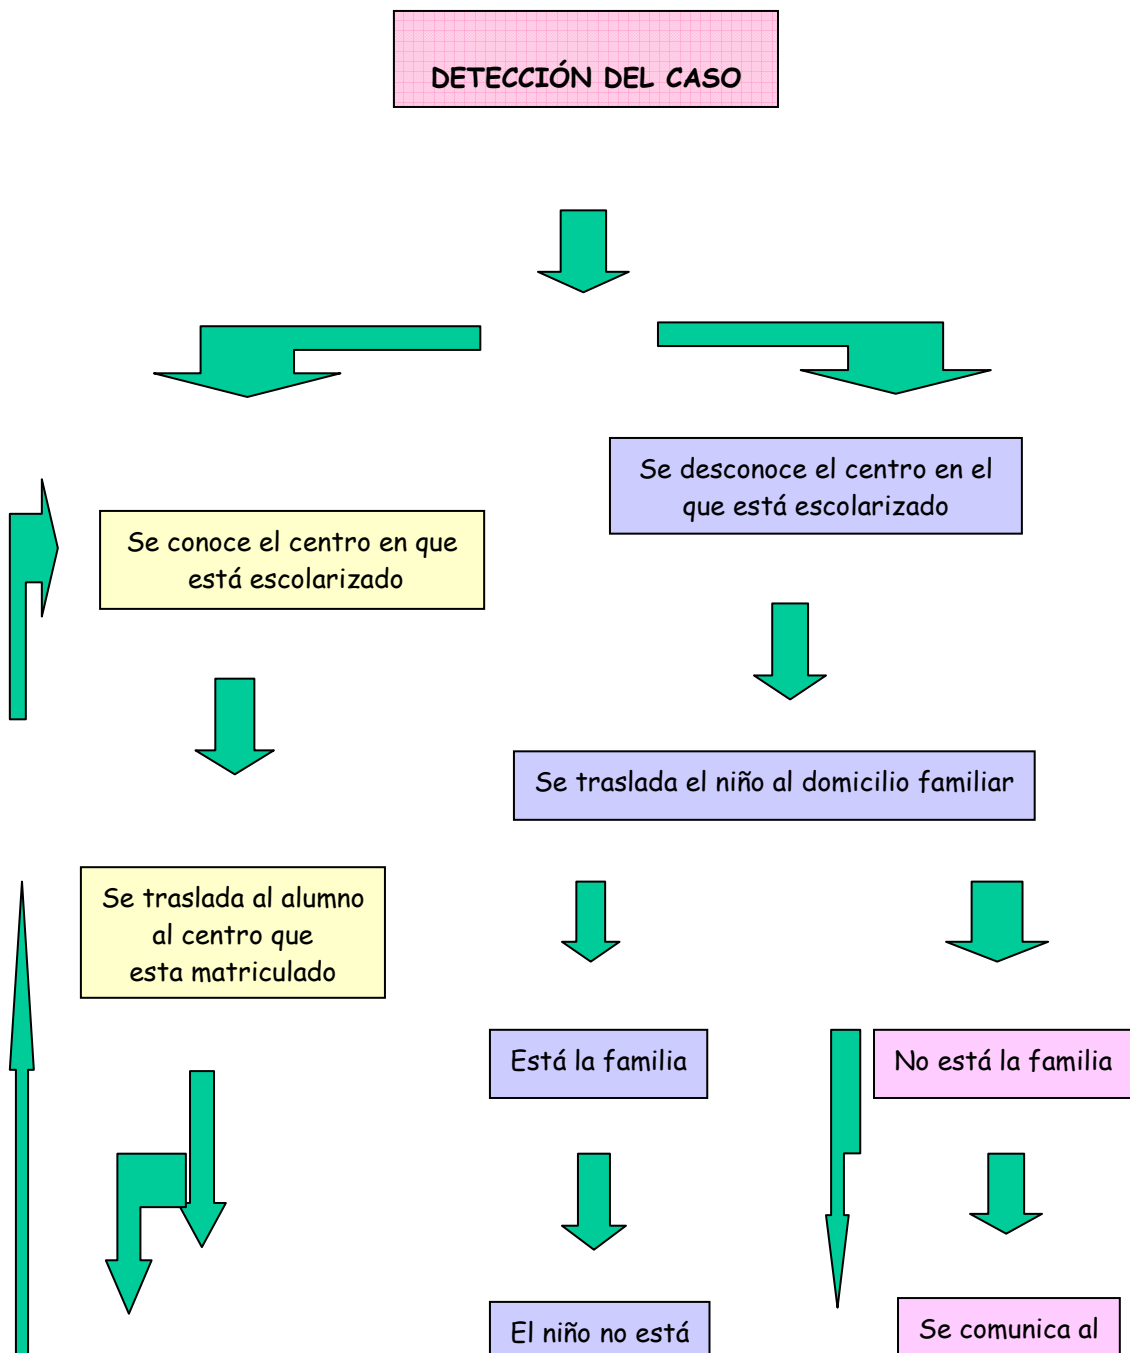 DETECCIÓN DEL CASO
Se desconoce el centro en el
que está escolarizado
Se conoce el centro en que
está escolarizado
Se traslada el niño al domicilio familiar
Se traslada al alumno
al centro que
esta matriculado
Está la familia
No está la familia
El niño no está
Se comunica al